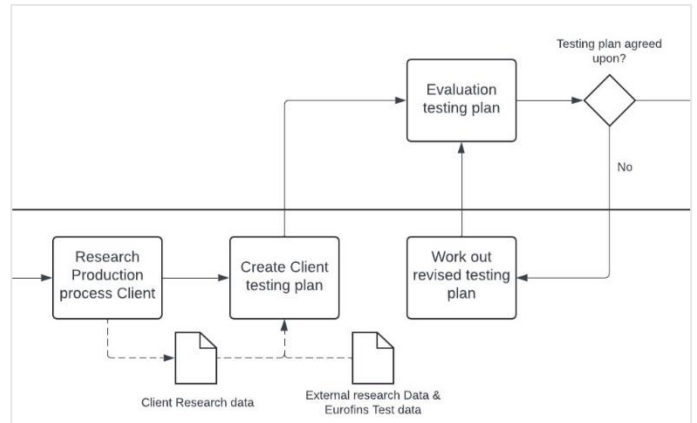 Testing plan agreed
upon?
Evaluation
testing plan
No
Research
Production
process Client
Create Client
testing plan
Work out
revised testing
plan
Client Research data
External research Data &
Eurofins Test data